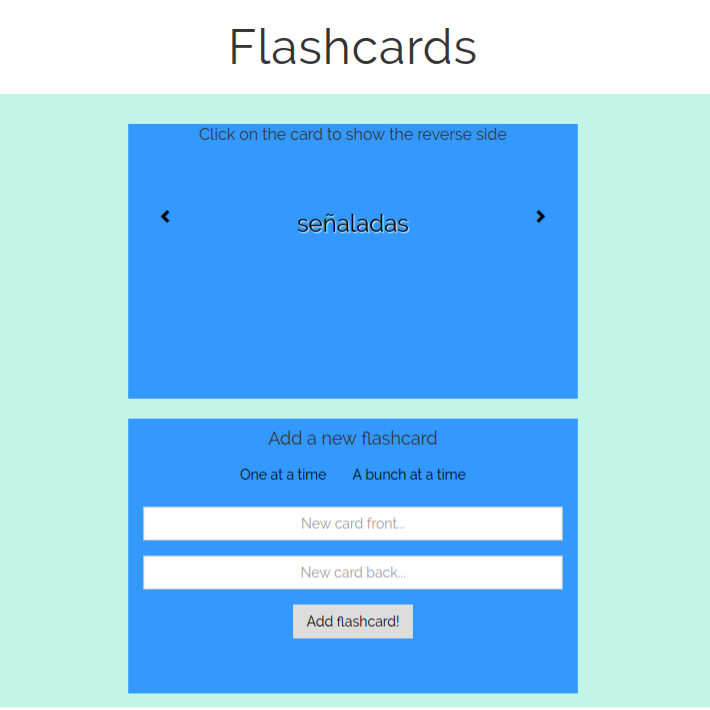 Flashcards
Click on the card to show the reverse side
señaladas
Add a new flashcard
One at a time A bunch at a time
New card front...
New card back...
Add flashcard!